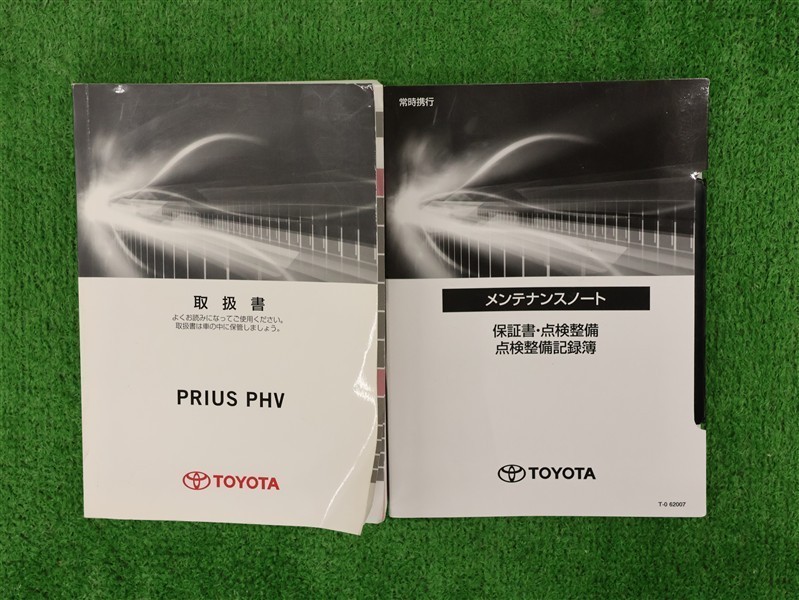 取扱書
よくお読みになってご使用ください。
取扱書は車の中に保管しましょう。
PRIUS PHV
TOYOTA
常時携行
メンテナンスノート
保証書・点検整備
点検整備記録簿
TOYOTA
T-0 62007